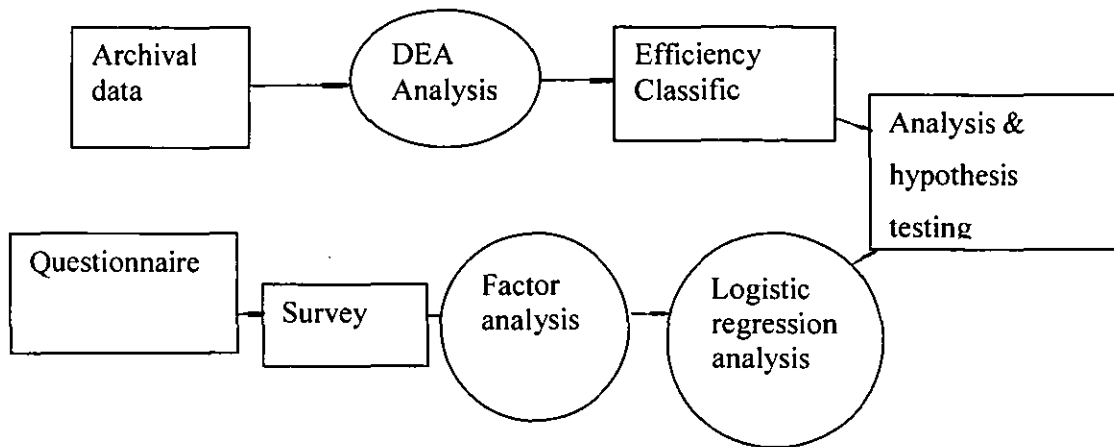 Archival
data
DEA
Analysis
Efficiency
Classific
Analysis &
hypothesis
testing
Questionnaire
Survey
Factor
analysis
Logistic
regression
analysis